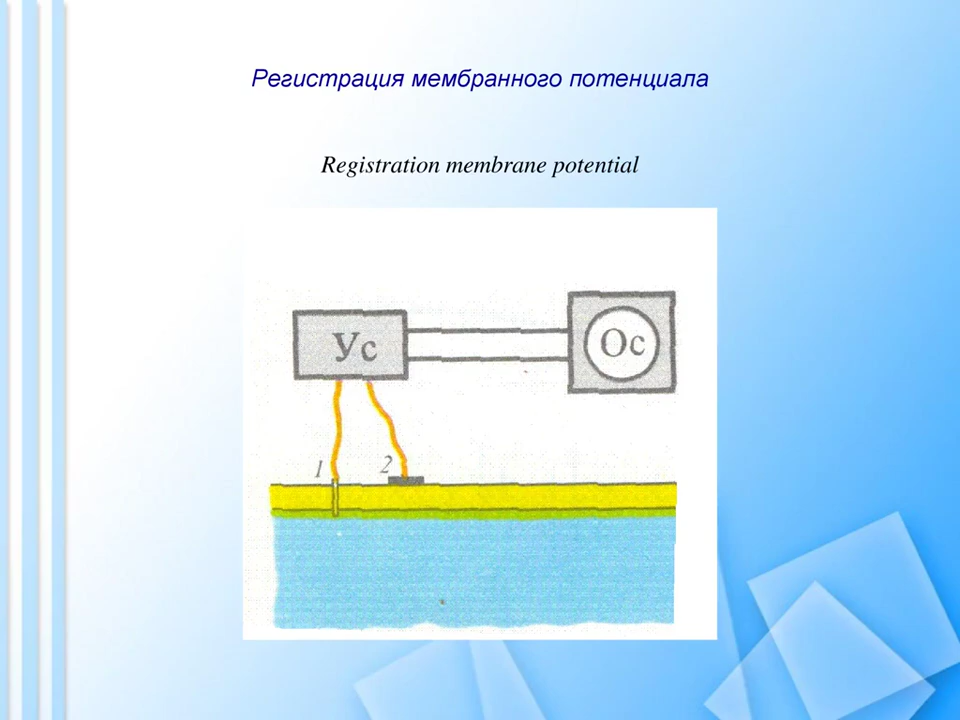 Регистрация мембранного потенциала
Registration membrane potential
Ус
Ос
1
2